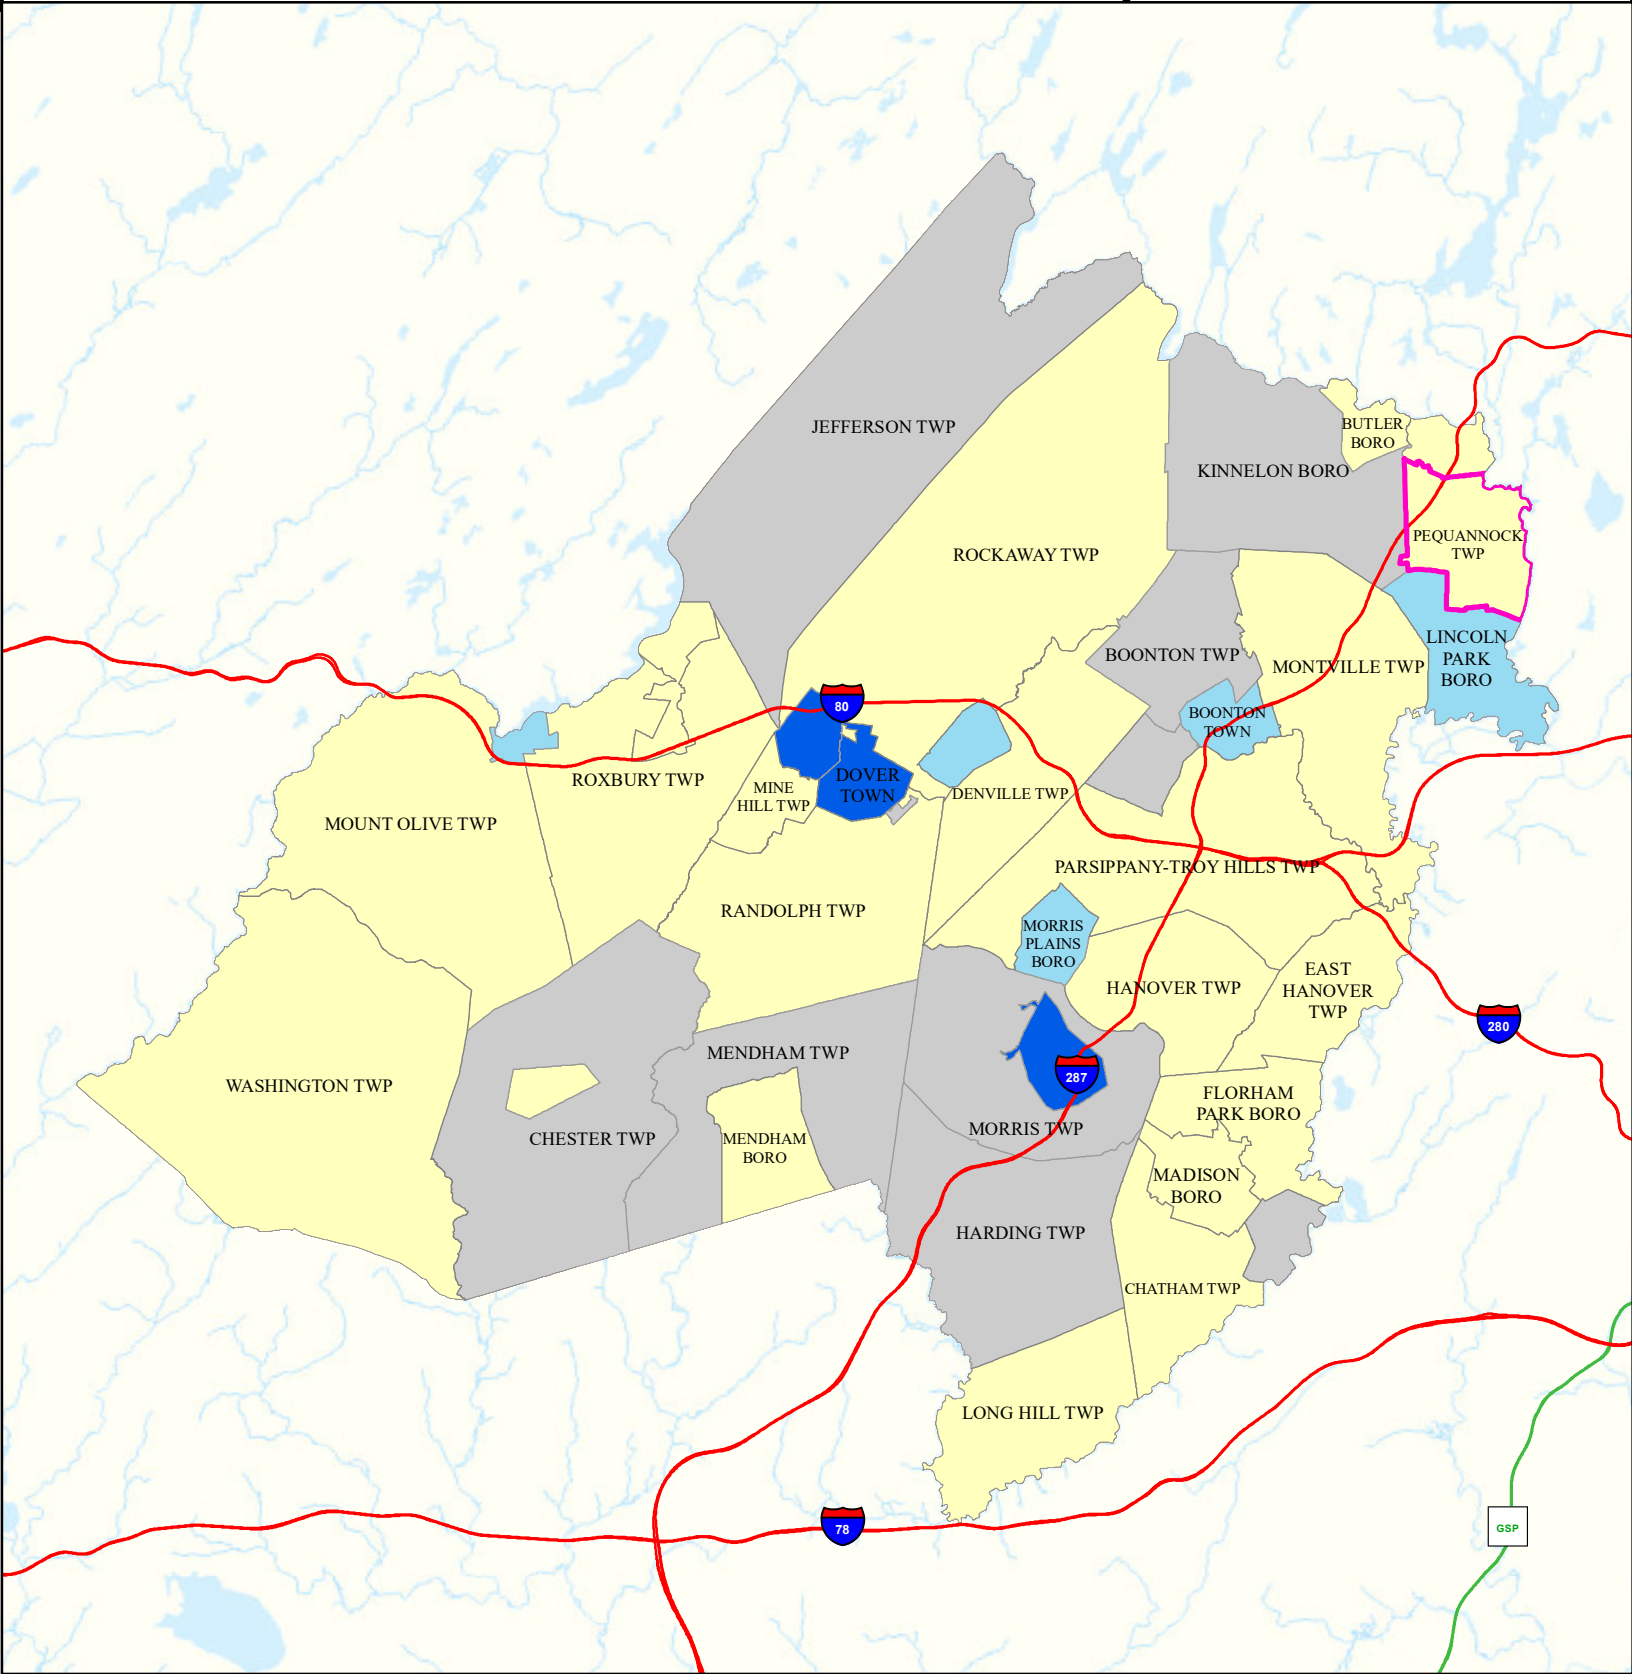 JEFFERSON TWP
BUTLER
BORO
KINNELON BORO
PEQUANNOCK
TWP
ROCKAWAY TWP
LINCOLN
PARK
BORO
BOONTON TWP
MONTVILLE TWP
80
BOONTON
TOWN
ROXBURY TWP
MINE
HILL TWP
DOVER
TOWN
DENVILLE TWP
MOUNT OLIVE TWP
PARSIPPANY-TROY HILLS TWP
RANDOLPH TWP
MORRIS
PLAINS
BORO
EAST
HANOVER
TWP
HANOVER TWP
280
MENDHAM TWP
287
WASHINGTON TWP
FLORHAM
PARK BORO
CHESTER TWP
MENDHAM
BORO
MORRIS TWP
MADISON
BORO
HARDING TWP
CHATHAM TWP
LONG HILL TWP
78
GSP